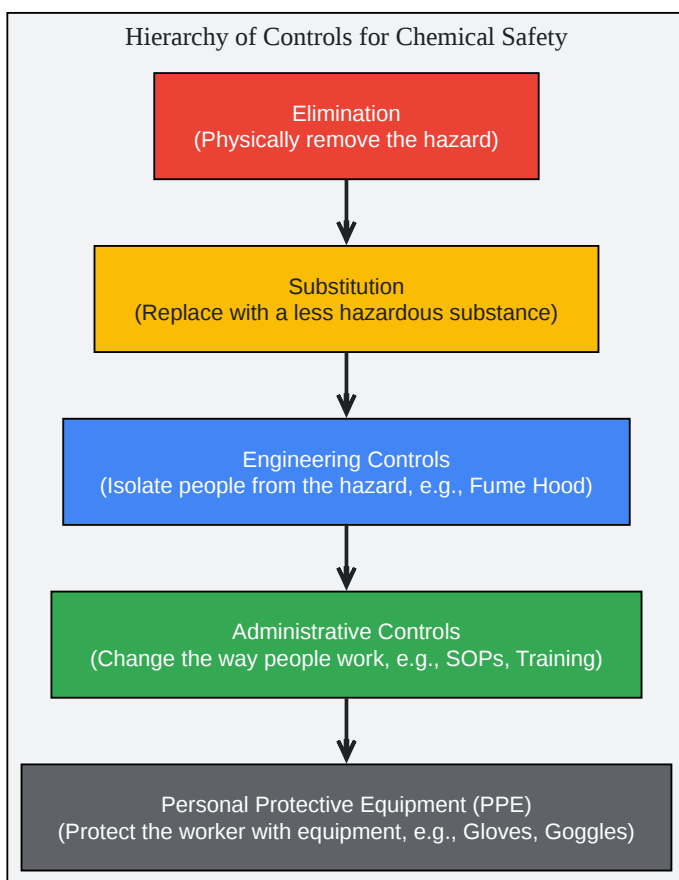 Hierarchy of Controls for Chemical Safety
Elimination
(Physically remove the hazard)
Substitution
(Replace with a less hazardous substance)
Engineering Controls
(Isolate people from the hazard, e.g., Fume Hood)
Administrative Controls
(Change the way people work, e.g., SOPs, Training)
Personal Protective Equipment (PPE)
(Protect the worker with equipment, e.g., Gloves, Goggles)